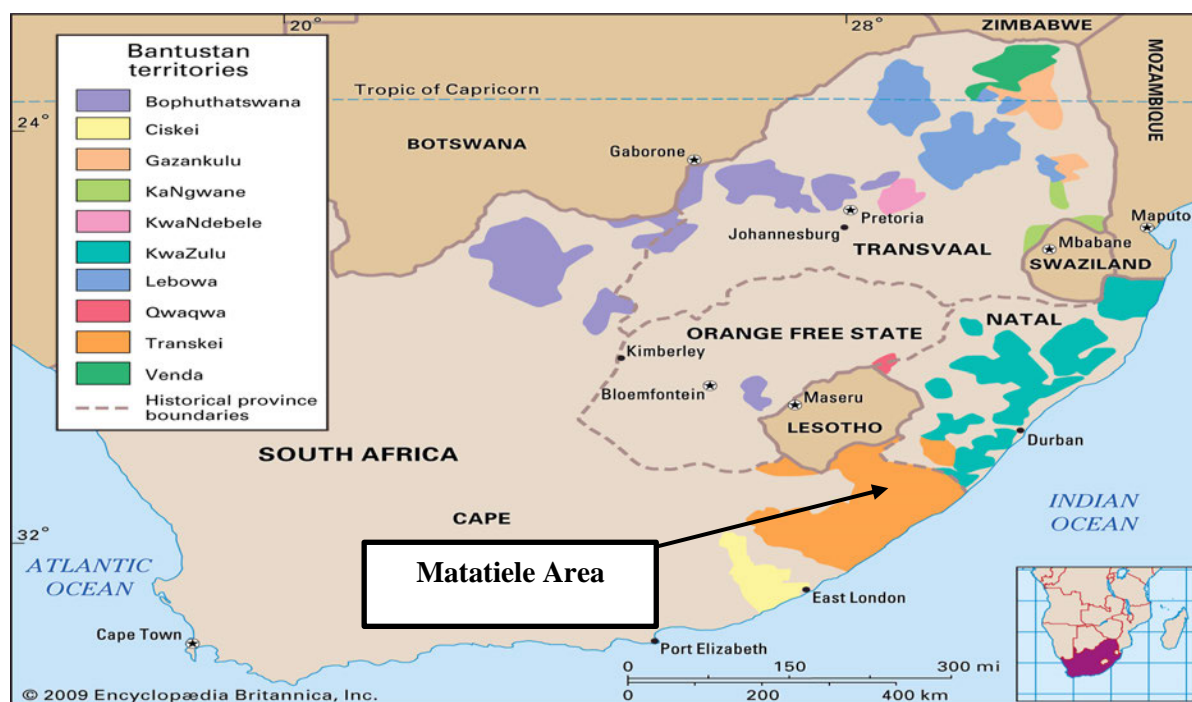 20°
28°
ZIMBABWE
MOZAMBIQUE
Bantustan
territories
Bophuthatswana
Ciskei
Gazankulu
KaNgwane
KwaNdebele
KwaZulu
Lebowa
Qwaqwa
Transkei
Venda
Historical province
boundaries
Tropic of Capricorn
24°
BOTSWANA
Gaborone
Pretoria
Johannesburg
TRANSVAAL
Maputo
Mbabane
SWAZILAND
NATAL
ORANGE FREE STATE
Kimberley
Bloemfontein
Maseru
LESOTHO
Durban
SOUTH AFRICA
INDIAN
OCEAN
CAPE
32°
Matatiele Area
ATLANTIC
OCEAN
East London
Cape Town
Port Elizabeth
0 150 300 mi
0 200 400 km
© 2009 Encyclopædia Britannica, Inc.